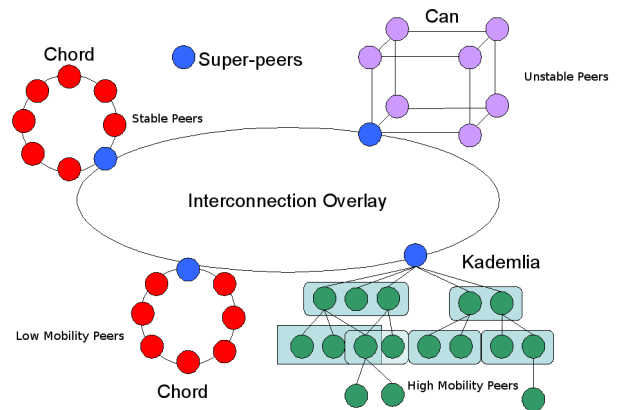 Can
Chord
Super-peers
Unstable Peers
Stable Peers
Interconnection Overlay
Kademlia
Low Mobility Peers
High Mobility Peers
Chord